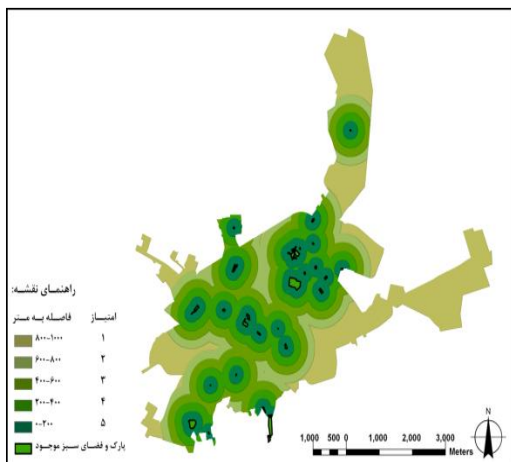 راهنمای نقشه:
امتیاز فاصله به متر
۱ ۸۰۰-۱۰۰۰
۲ ۶۰۰-۸۰۰
۳ ۴۰۰-۶۰۰
۴ ۲۰۰-۴۰۰
۵ ۰-۲۰۰
پارک و فضای سبز موجود
N
1,000 500 0 1,000 2,000 3,000
Meters